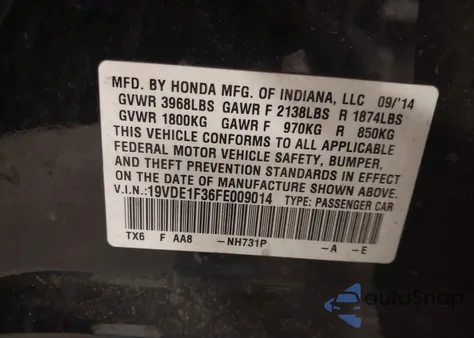 MFD. BY HONDA MFG. OF INDIANA, LLC 09/'14
GVWR 3968LBS GAWR F 2138LBS R 1874LBS
GVWR 1800KG GAWR F 970KG R 850KG
THIS VEHICLE CONFORMS TO ALL APPLICABLE
FEDERAL MOTOR VEHICLE SAFETY, BUMPER,
AND THEFT PREVENTION STANDARDS IN EFFECT
ON THE DATE OF MANUFACTURE SHOWN ABOVE.
V.I.N.:19VDE1F36FE009014 TYPE: PASSENGER CAR
TX6 F AA8 -NH731P -A -E
autoSnap